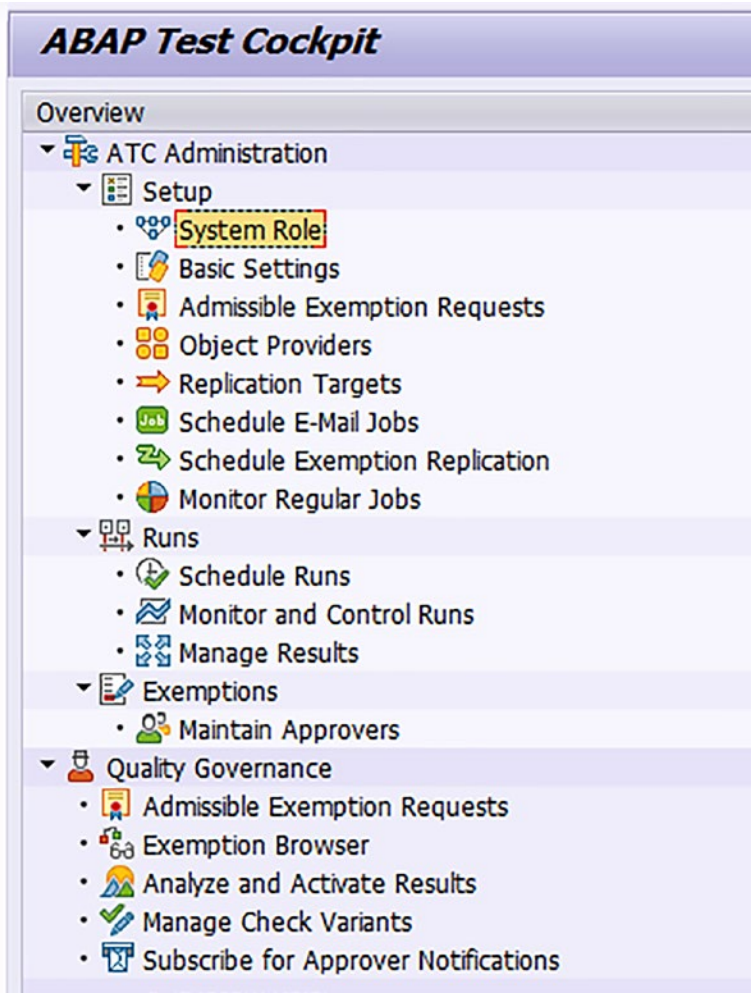 ABAP Test Cockpit
Overview
ATC Administration
Setup
System Role
Basic Settings
Admissible Exemption Requests
Object Providers
Replication Targets
Job Schedule E-Mail Jobs
Schedule Exemption Replication
Monitor Regular Jobs
Runs
Schedule Runs
Monitor and Control Runs
Manage Results
Exemptions
Maintain Approvers
Quality Governance
Admissible Exemption Requests
Exemption Browser
Analyze and Activate Results
Manage Check Variants
Subscribe for Approver Notifications